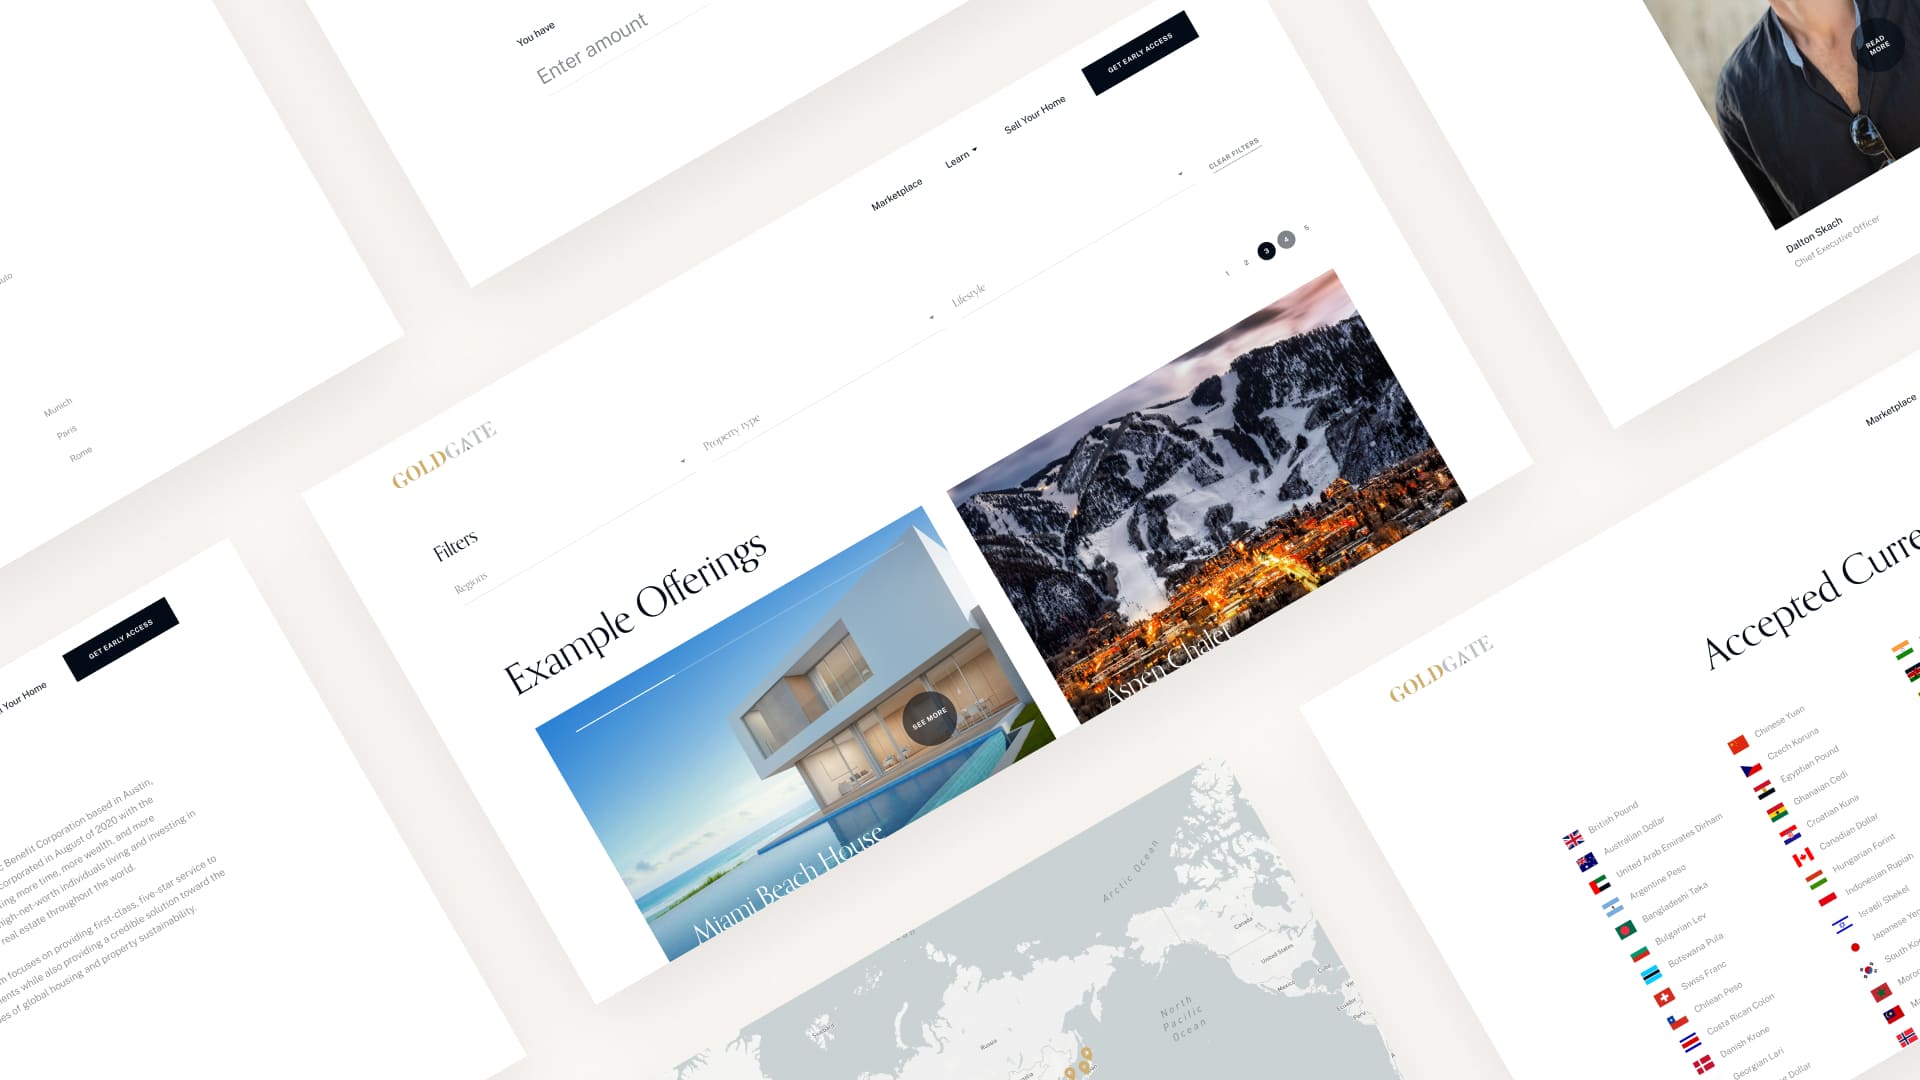 You have
Enter amount
GET EARLY ACCESS
Sell Your Home
Learn
Marketplace
CLEAR FILTERS
Lifestyle
Property type
GOLDGATE
Filters
Regions
1 2 3 4 5
Example Offerings
SEE MORE
Miami Beach House
Aspen Chalet
READ
MORE
Dalton Skach
Chief Executive Officer
Munich
Paris
Rome
GET EARLY ACCESS
Your Home
Benefit Corporation based in Austin,
corporated in August of 2020 with the
ing more time, more wealth, and more
high-net-worth individuals living and investing in
real estate throughout the world.
focuses on providing first-class, five-star service to
ents while also providing a credible solution toward the
es of global housing and property sustainability.
Arctic Ocean
North
Pacific
Ocean
Canada
United States
Mexico
Cuba
Russia
Svalbard
Marketplace
GOLDGATE
Accepted Curre
British Pound
Australian Dollar
United Arab Emirates Dirham
Argentine Peso
Bangladeshi Taka
Bulgarian Lev
Botswana Pula
Swiss Franc
Chilean Peso
Costa Rican Colón
Danish Krone
Georgian Lari
Dollar
Chinese Yuan
Czech Koruna
Egyptian Pound
Ghanaian Cedi
Croatian Kuna
Canadian Dollar
Hungarian Forint
Indonesian Rupiah
Israeli Shekel
Japanese Yen
South Ko
Moro